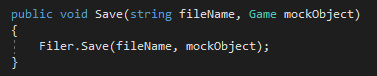 public void Save(string fileName, Game mockObject)
{
    Filer.Save(fileName, mockObject);
}